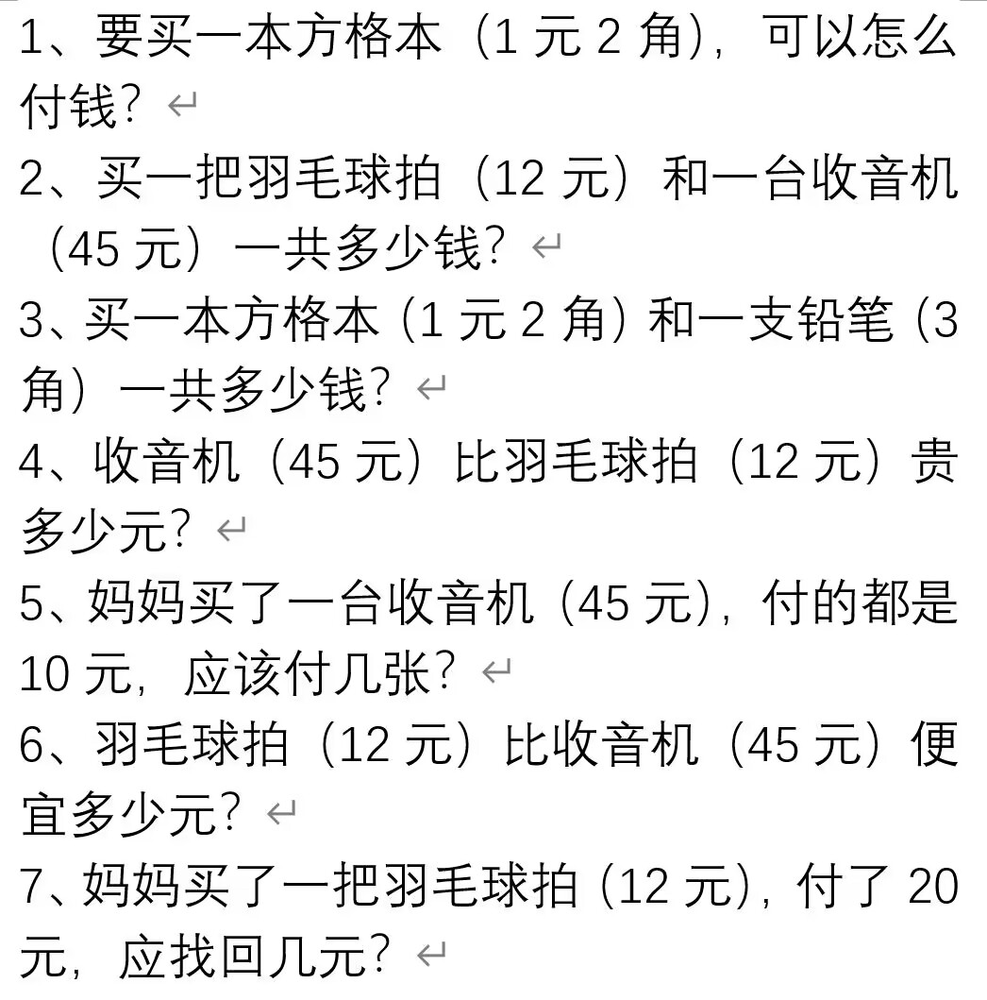 1、要买一本方格本（1 元 2 角），可以怎么
付钱？↵
2、买一把羽毛球拍（12 元）和一台收音机
（45 元）一共多少钱？↵
3、买一本方格本（1 元 2 角）和一支铅笔（3
角）一共多少钱？↵
4、收音机（45 元）比羽毛球拍（12 元）贵
多少元？↵
5、妈妈买了一台收音机（45 元），付的都是
10 元，应该付几张？↵
6、羽毛球拍（12 元）比收音机（45 元）便
宜多少元？↵
7、妈妈买了一把羽毛球拍（12 元），付了 20
元，应找回几元？↵